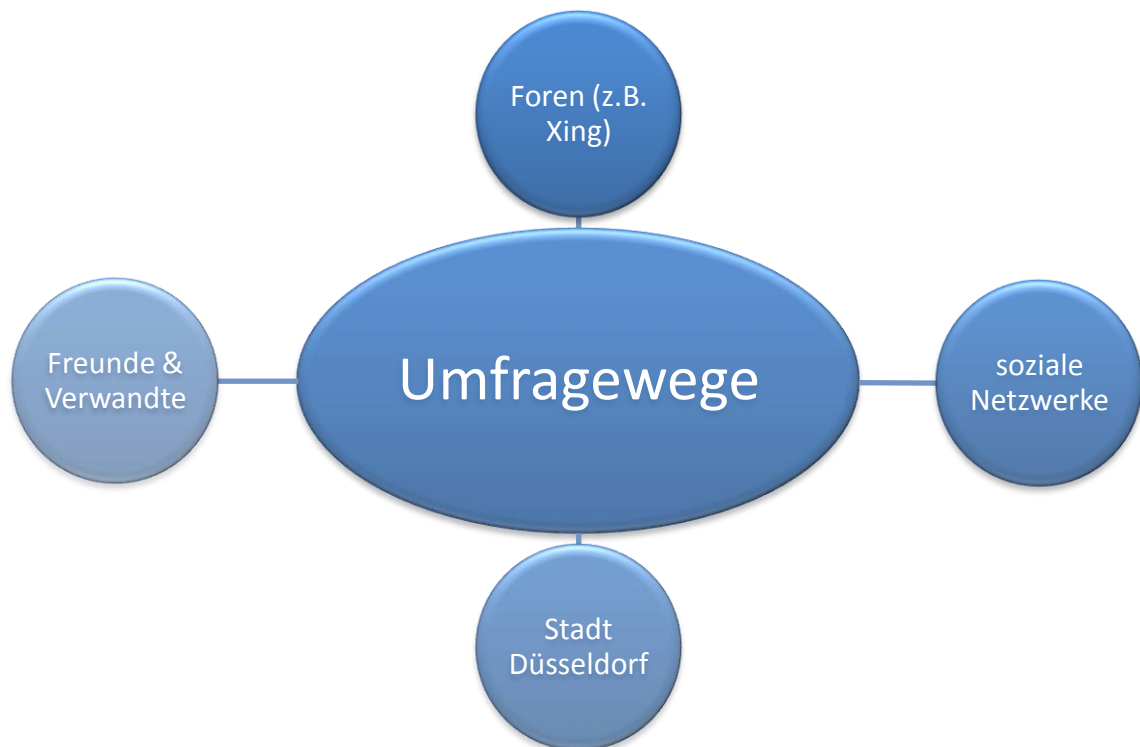 Foren (z.B.
Xing)
Freunde &
Verwandte
Umfragewege
soziale
Netzwerke
Stadt
Düsseldorf